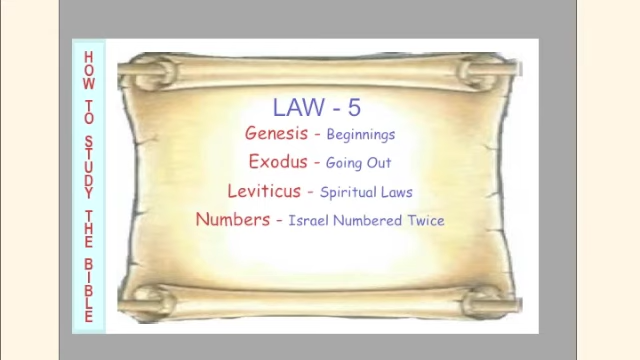 HOW TO STUDY THE BIBLE
LAW - 5
Genesis - Beginnings
Exodus - Going Out
Leviticus - Spiritual Laws
Numbers - Israel Numbered Twice